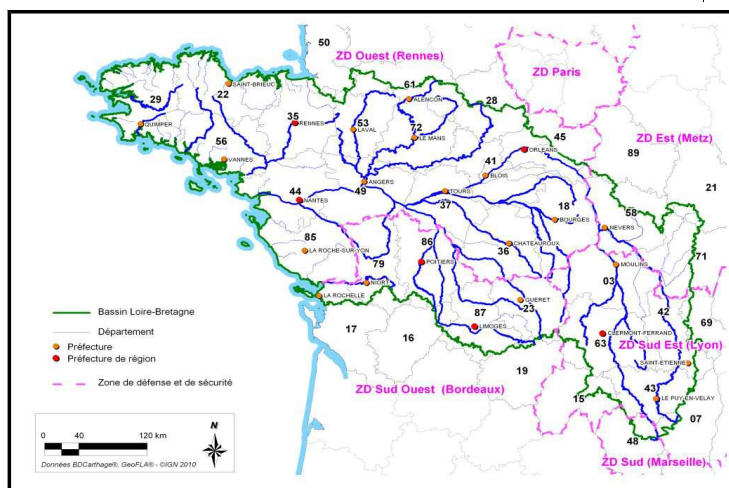 50
ZD Ouest (Rennes)
ZD Paris
61
28
29
22
SAINT-BRIEUC
ALENCON
35
RENNES
53
LAVAL
72
LE MANS
QUIMPER
45
ORLEANS
ZD Est (Metz)
89
56
VANNES
41
BLOIS
ANGERS
49
TOURS
37
21
44
NANTES
18
BOURGES
58
NEVERS
85
LA ROCHE-SUR-YON
79
86
POITIERS
36
CHATEAUROUX
71
MOULINS
03
NIORT
LA ROCHELLE
GUERET
23
42
69
87
LIMOGES
CLERMONT-FERRAND
63
ZD Sud Est (Lyon)
SAINT-ETIENNE
17
16
19
ZD Sud Ouest (Bordeaux)
15
43
LE PUY-EN-VELAY
07
48
ZD Sud (Marseille)
Bassin Loire-Bretagne
Département
Préfecture
Préfecture de région
Zone de défense et de sécurité
0 40 120 km
N
Données BDCarthage®, GeoFLA® - ©IGN 2010